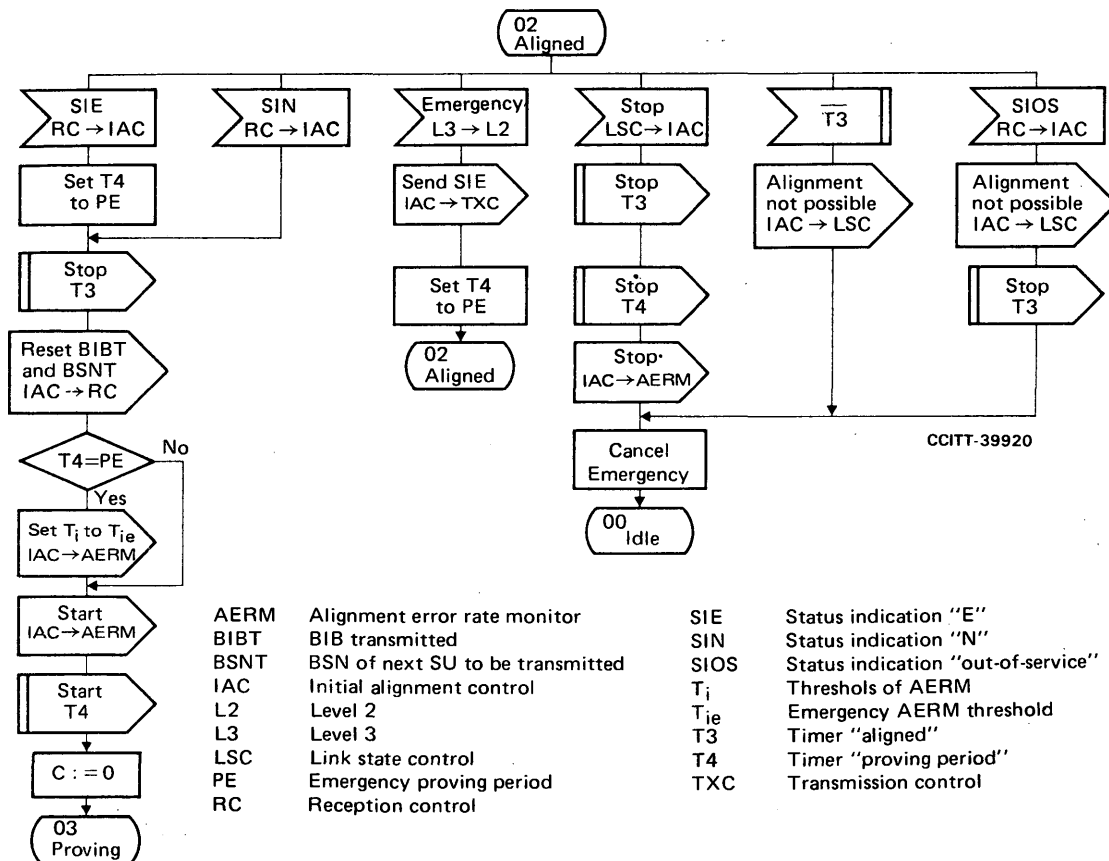 02
Aligned
SIE
RC → IAC
SIN
RC → IAC
Emergency
L3 → L2
Stop
LSC → IAC
T3
SIOS
RC → IAC
Set T4
to PE
Send SIE
IAC → TXC
Stop
T3
Alignment
not possible
IAC → LSC
Alignment
not possible
IAC → LSC
Stop
T3
Set T4
to PE
Stop
T4
Stop
T3
Reset BIBT
and BSNT
IAC → RC
02
Aligned
Stop
IAC → AERM
CCITT-39920
T4=PE
No
Yes
Cancel
Emergency
Set Ti to Tie
IAC → AERM
00
Idle
Start
IAC → AERM
Start
T4
C : = 0
03
Proving
AERM Alignment error rate monitor
BIBT BIB transmitted
BSNT BSN of next SU to be transmitted
IAC Initial alignment control
L2 Level 2
L3 Level 3
LSC Link state control
PE Emergency proving period
RC Reception control
SIE Status indication "E"
SIN Status indication "N"
SIOS Status indication "out-of-service"
Ti Threshols of AERM
Tie Emergency AERM threshold
T3 Timer "aligned"
T4 Timer "proving period"
TXC Transmission control